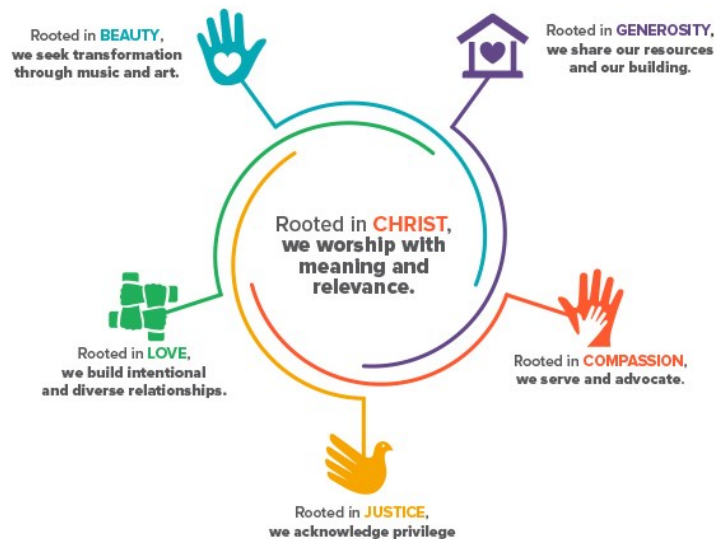 Rooted in BEAUTY,
we seek transformation
through music and art.
Rooted in GENEROSITY,
we share our resources
and our building.
Rooted in CHRIST,
we worship with
meaning and
relevance.
Rooted in LOVE,
we build intentional
and diverse relationships.
Rooted in COMPASSION,
we serve and advocate.
Rooted in JUSTICE,
we acknowledge privilege